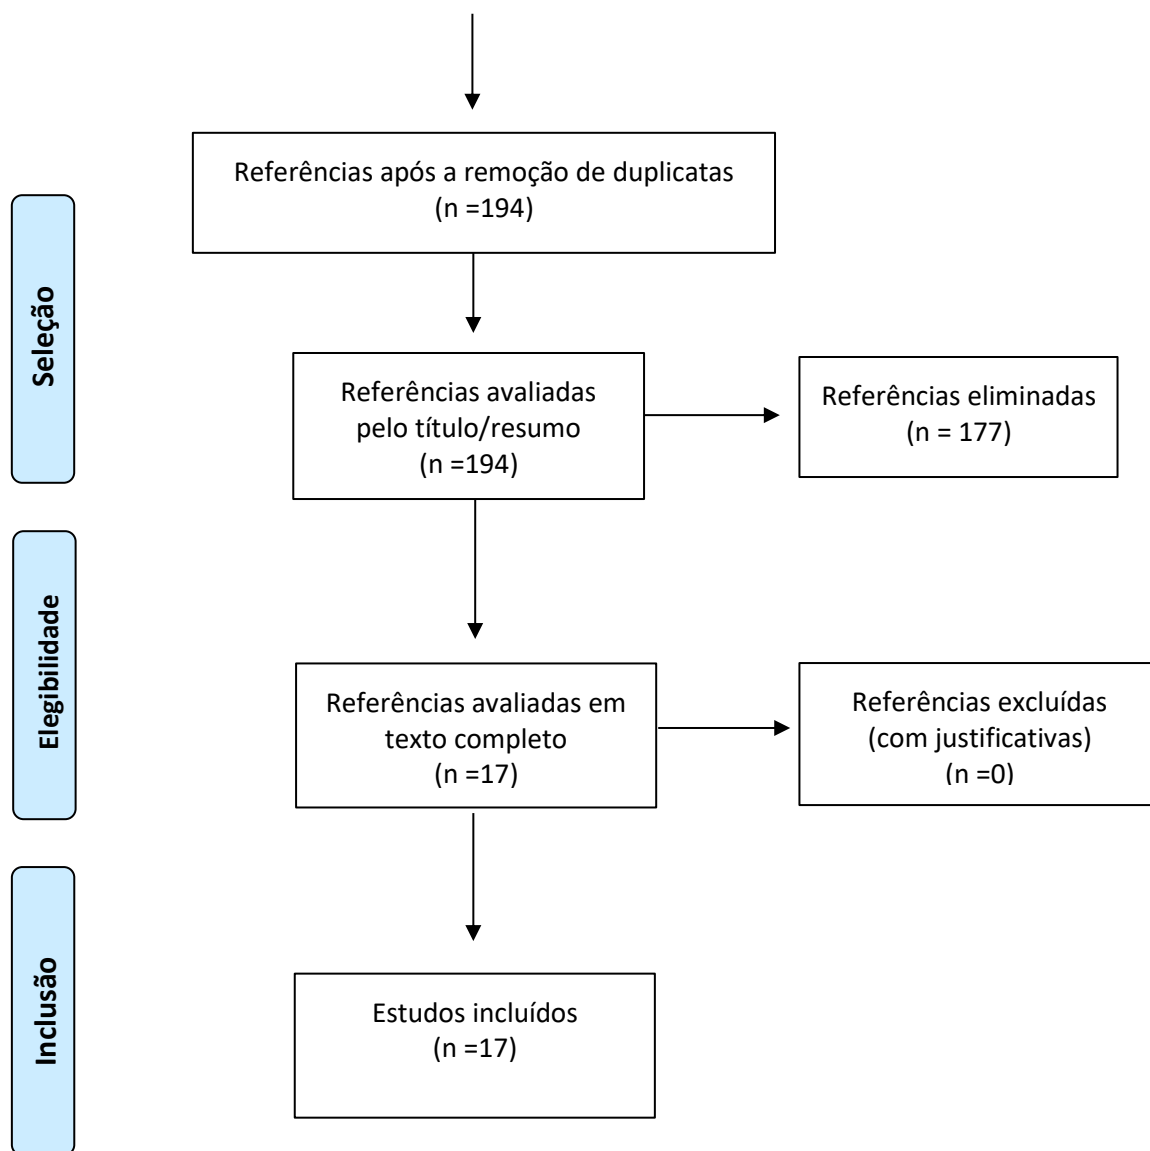 Referências após a remoção de duplicatas
(n =194)
Seleção
Referências avaliadas
pelo título/resumo
(n =194)
Referências eliminadas
(n = 177)
Elegibilidade
Referências avaliadas em
texto completo
(n =17)
Referências excluídas
(com justificativas)
(n =0)
Inclusão
Estudos incluídos
(n =17)